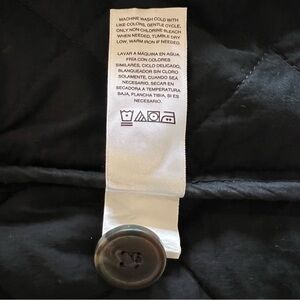 MACHINE WASH COLD WITH
LIKE COLORS, GENTLE CYCLE.
ONLY NON CHLORINE BLEACH
WHEN NEEDED, TUMBLE DRY
LOW, WARM IRON IF NEEDED.
LAVAR A MÁQUINA EN AGUA
FRÍA CON COLORES
SIMILARES, CICLO DELICADO,
BLANQUEADOR SIN CLORO
SOLAMENTE, CUANDO SEA
NECESARIO, SECAR EN
SECADORA A TEMPERATURA
BAJA, PLANCHA TIBIA, SI ES
NECESARIO.